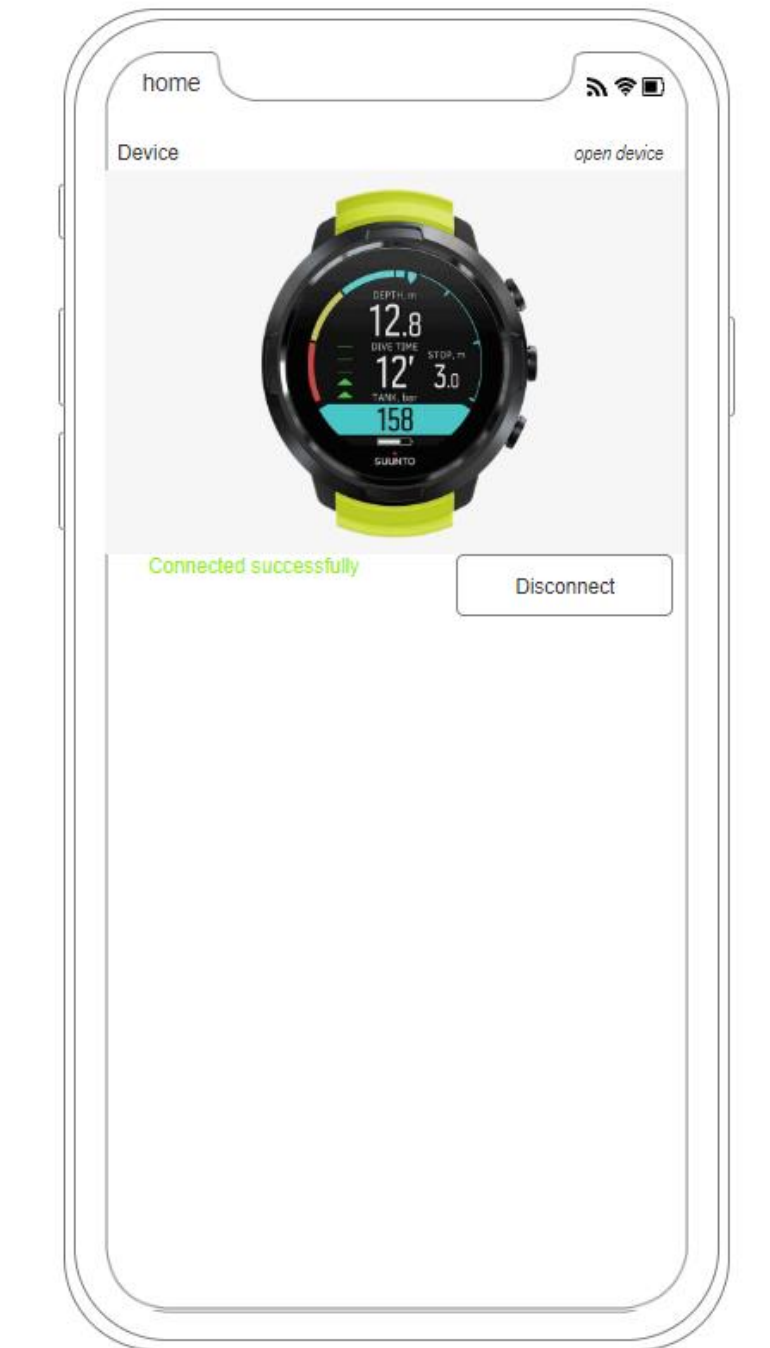 home
Device
open device
DEPTH, m
12.8
DIVE TIME
STOP, m
12'
3.0
TANK, bar
158
SUUNTO
Connected successfully
Disconnect